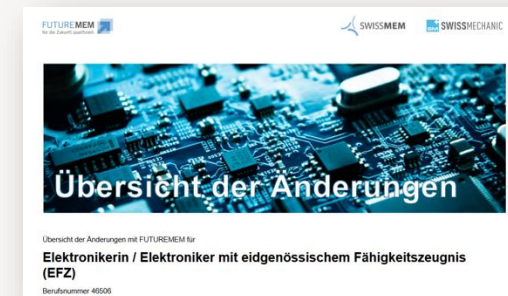 FUTUREMEM
für die Zukunft qualifiziert
SWISSMEM
SWISSMECHANIC
Übersicht der Änderungen
Übersicht der Änderungen mit FUTUREMEM für
Elektronikerin / Elektroniker mit eidgenössischem Fähigkeitszeugnis
(EFZ)
Berufsnummer 46506